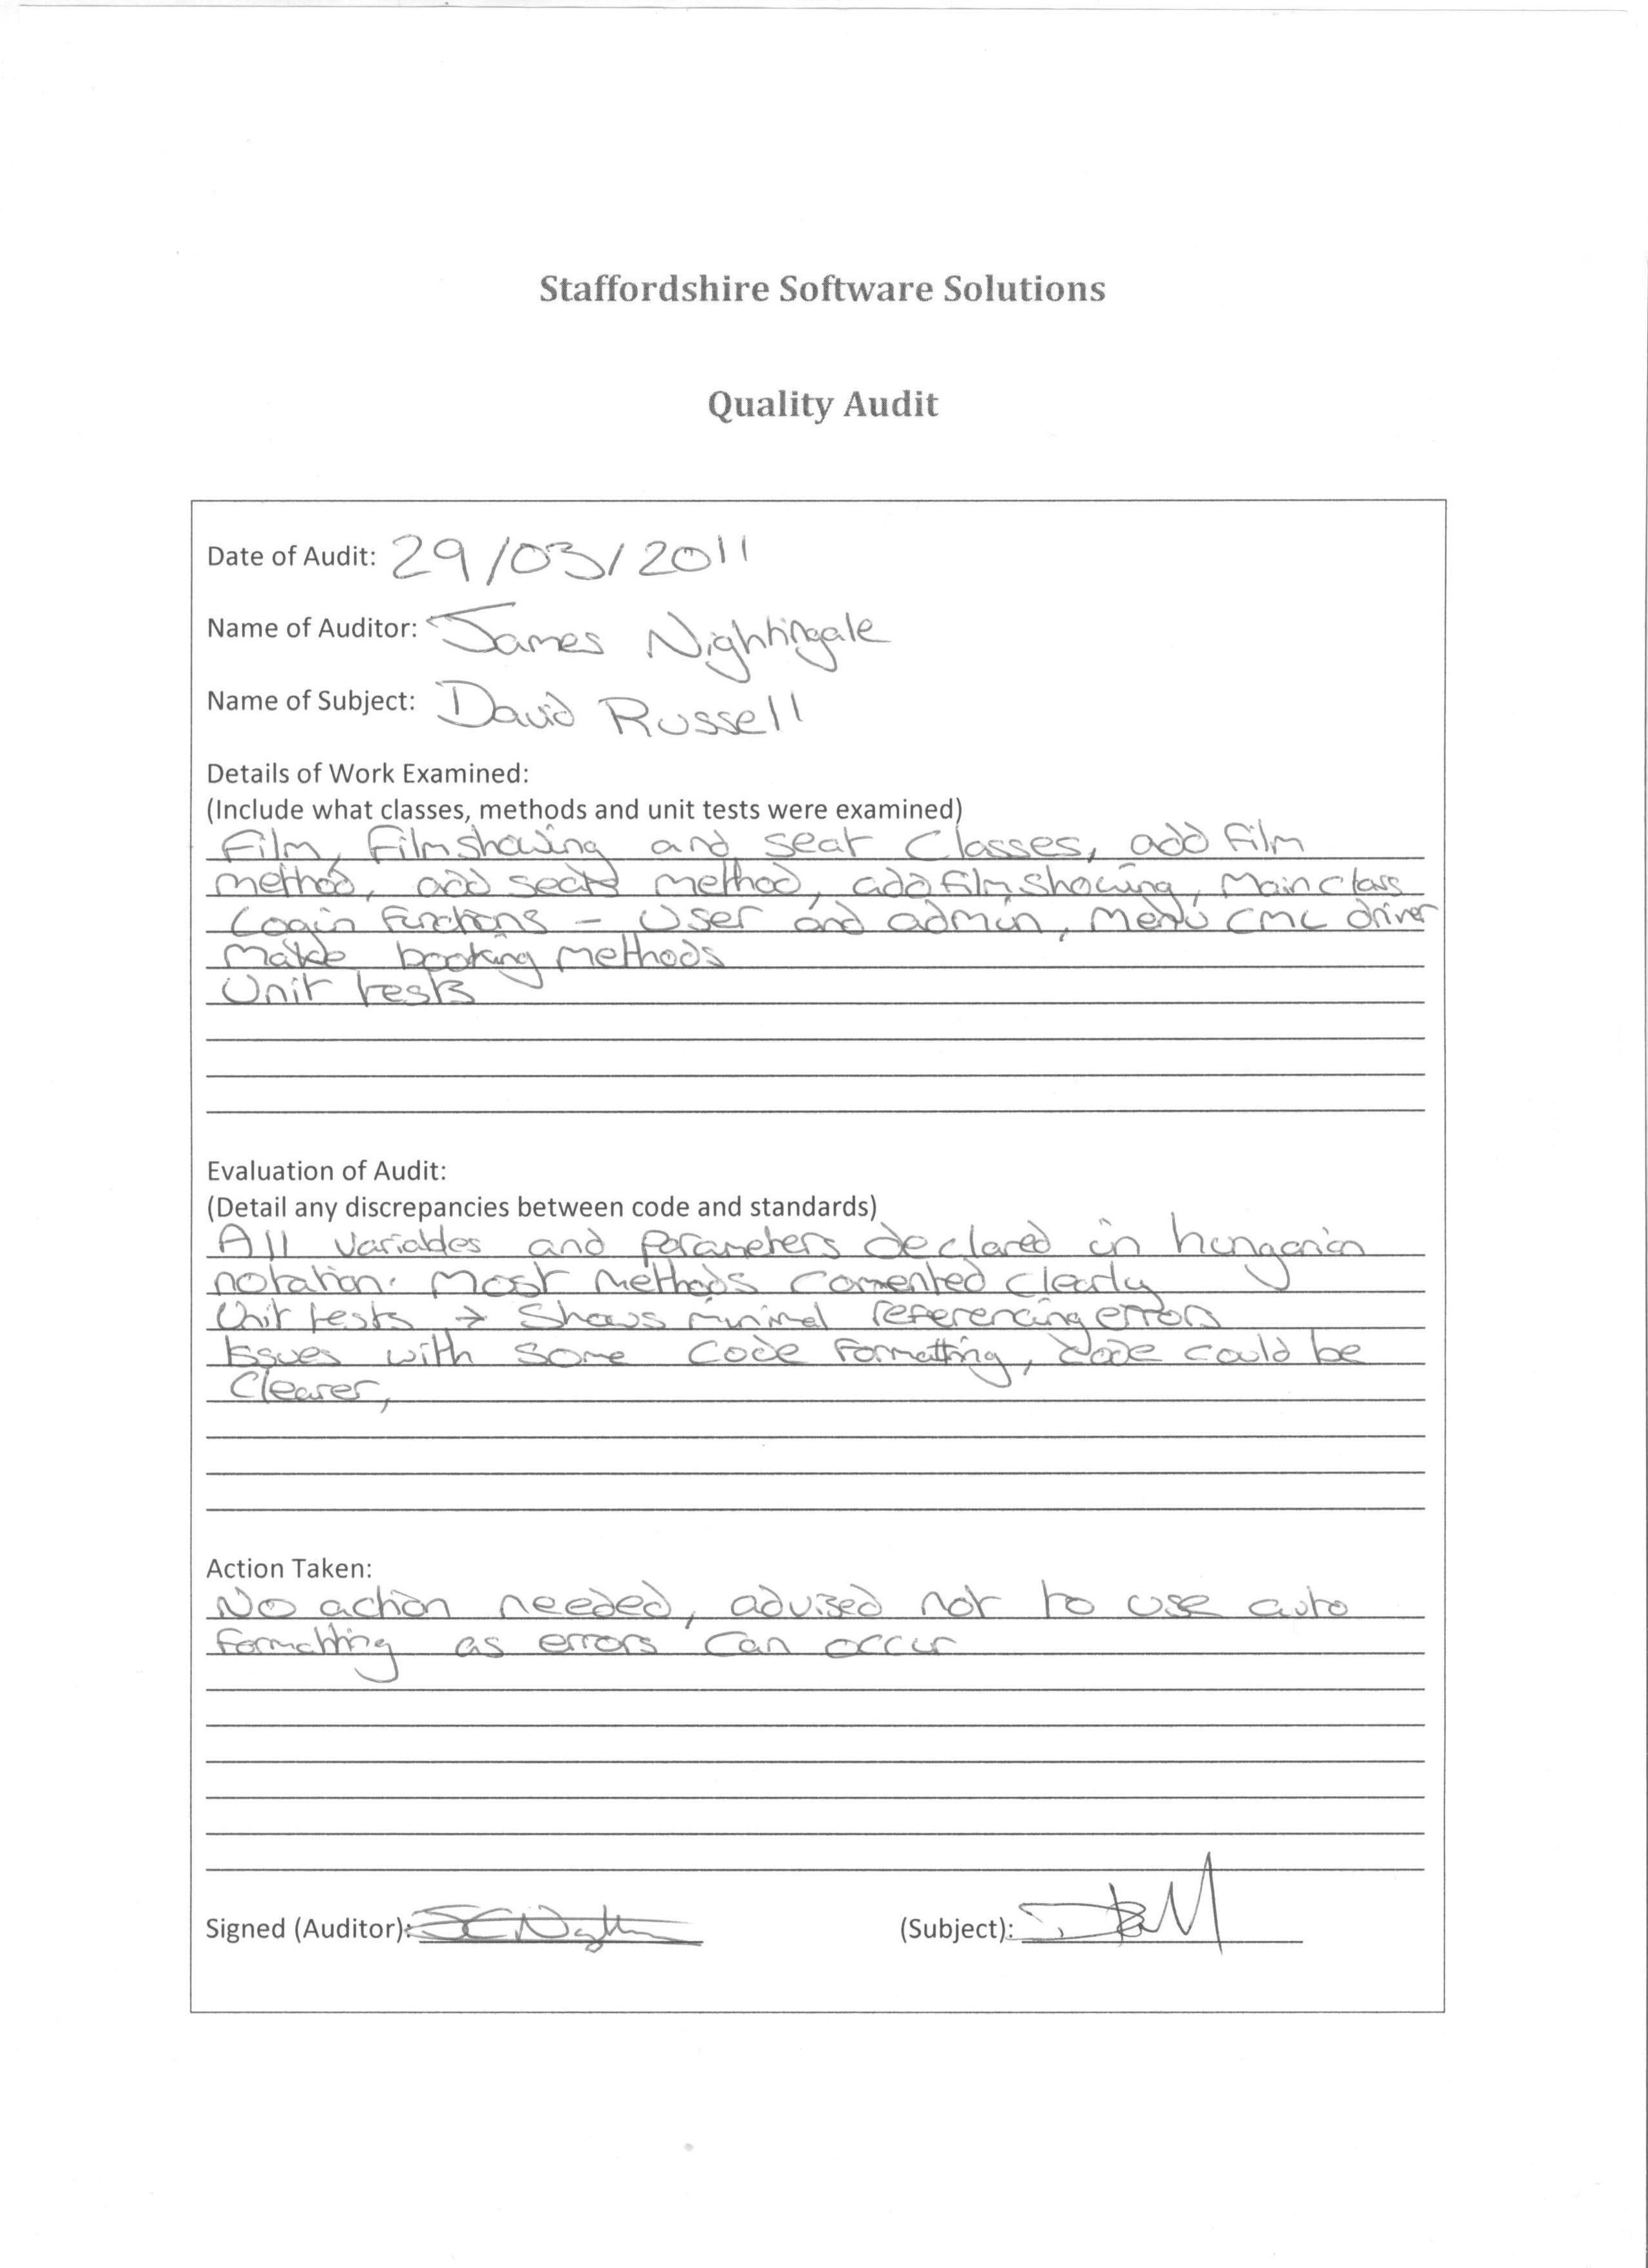 Staffordshire Software Solutions
Quality Audit
Date of Audit: 29/03/2011
Name of Auditor: James Nightingale
Name of Subject: David Russell
Details of Work Examined:
(Include what classes, methods and unit tests were examined)
Film, Filmshowing and seat Classes, add Film
method, add seats method, add film showing, Main class
Login Functions - User and admin, Menu CMC driver
Make booking methods
Unit tests
Evaluation of Audit:
(Detail any discrepancies between code and standards)
All variables and parameters declared in hungarian
notation. Most methods comented clearly
Unit tests → Shows minimal referencing errors
Issues with some code formatting, code could be
Clearer,
Action Taken:
No action needed, advised not to use auto
formatting as errors can occur
Signed (Auditor):
(Subject):